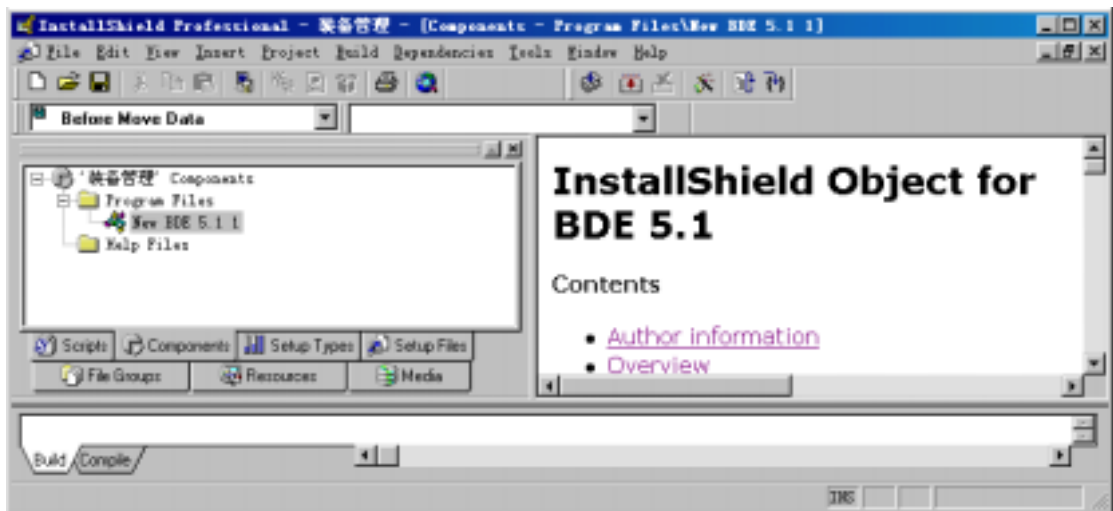 InstallShield Professional - 装备管理 - [Components - Program Files\New BDE 5.1 1]
File Edit View Insert Project Build Dependencies Tools Window Help
Before Move Data
'装备管理' Components
Program Files
New BDE 5.1 1
Help Files
Scripts Components Setup Types Setup Files
File Groups Resources Media
InstallShield Object for
BDE 5.1
Contents
• Author information
• Overview
Build Compile
INS